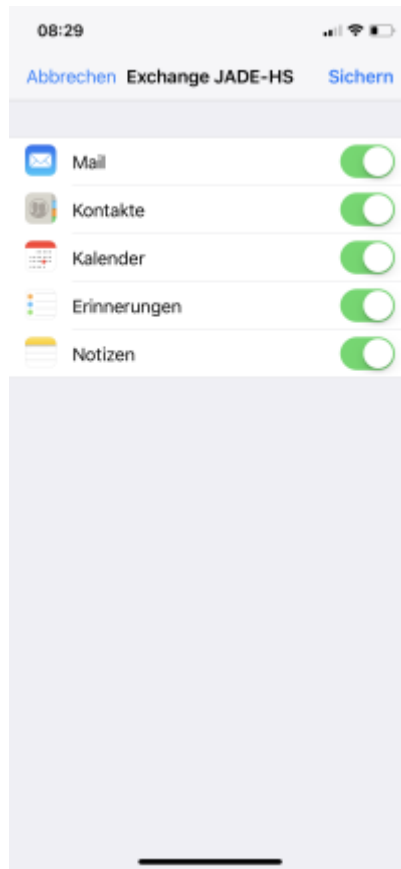 08:29
Abbrechen Exchange JADE-HS Sichern
Mail
Kontakte
Kalender
Erinnerungen
Notizen